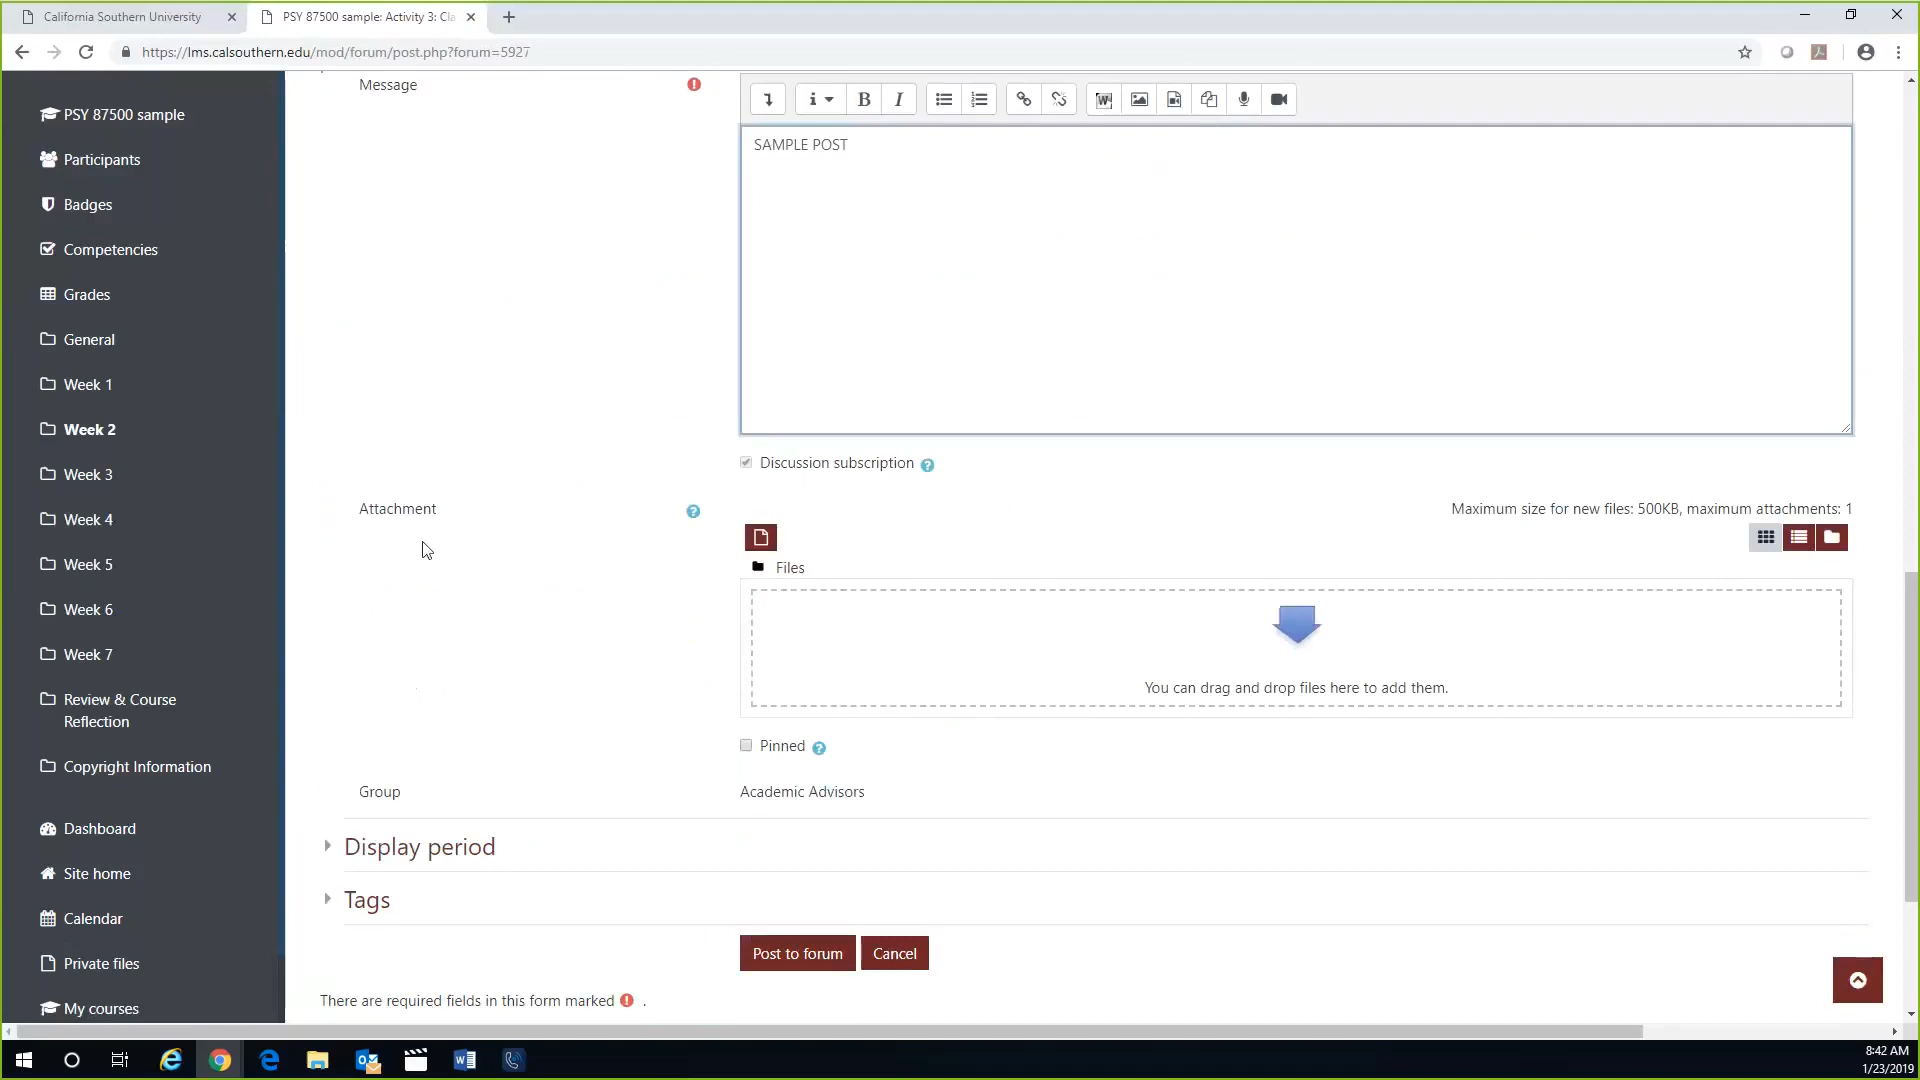 California Southern University
PSY 87500 sample: Activity 3: Cla
https://lms.calsouthern.edu/mod/forum/post.php?forum=5927
PSY 87500 sample
Participants
Badges
Competencies
Grades
General
Week 1
Week 2
Week 3
Week 4
Week 5
Week 6
Week 7
Review & Course
Reflection
Copyright Information
Dashboard
Site home
Calendar
Private files
My courses
Message
B I
SAMPLE POST
Discussion subscription
Attachment
Maximum size for new files: 500KB, maximum attachments: 1
Files
You can drag and drop files here to add them.
Pinned
Group
Academic Advisors
Display period
Tags
Post to forum
Cancel
There are required fields in this form marked .
8:42 AM
1/23/2019